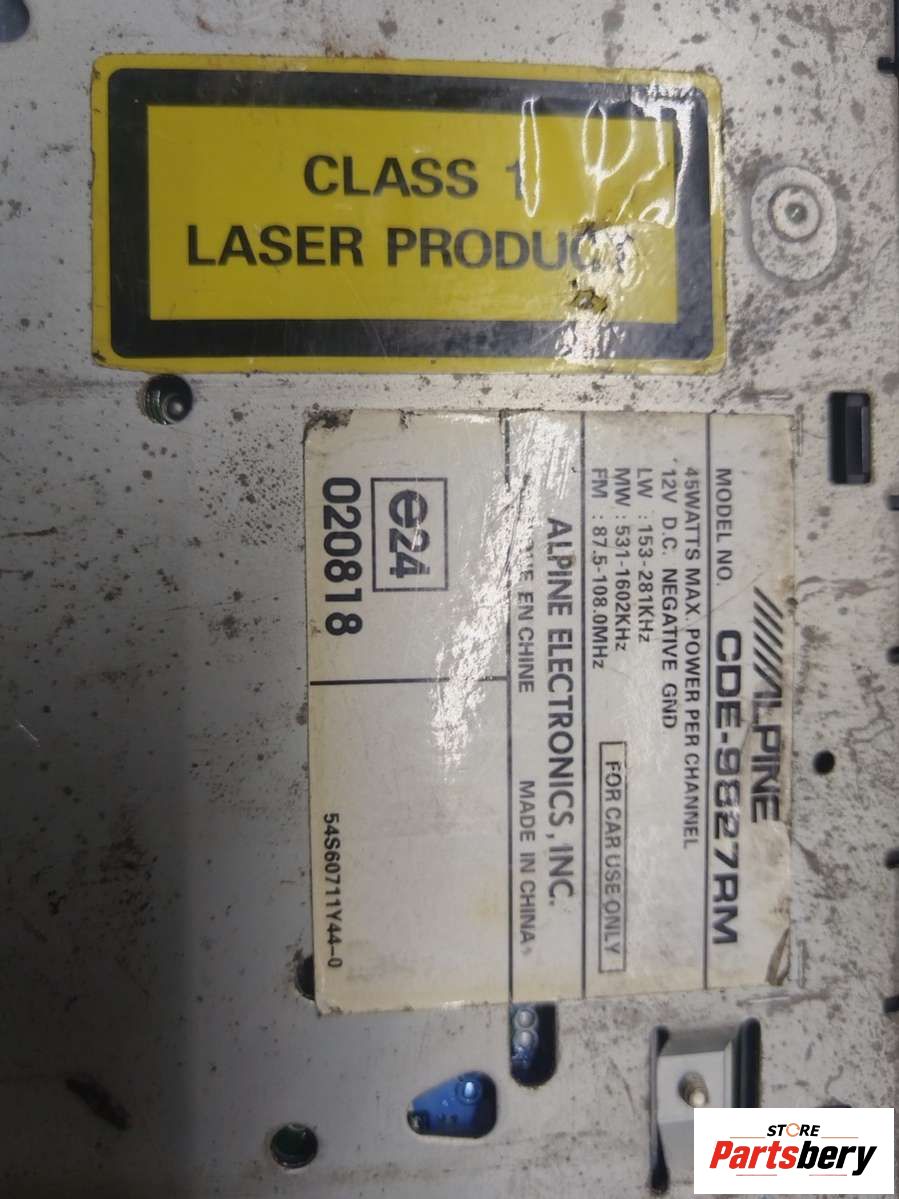 CLASS 1
LASER PRODUCT
ALPINE
MODEL NO. CDE-9827RM
45WATTS MAX. POWER PER CHANNEL
12V D.C. NEGATIVE GND
LW : 153-281KHz
MW : 531-1602KHz
FM : 87.5-108.0MHz
FOR CAR USE ONLY
ALPINE ELECTRONICS, INC.
EN CHINE MADE IN CHINA
e24
020818
54S60711Y44-0
STORE
Partsbery